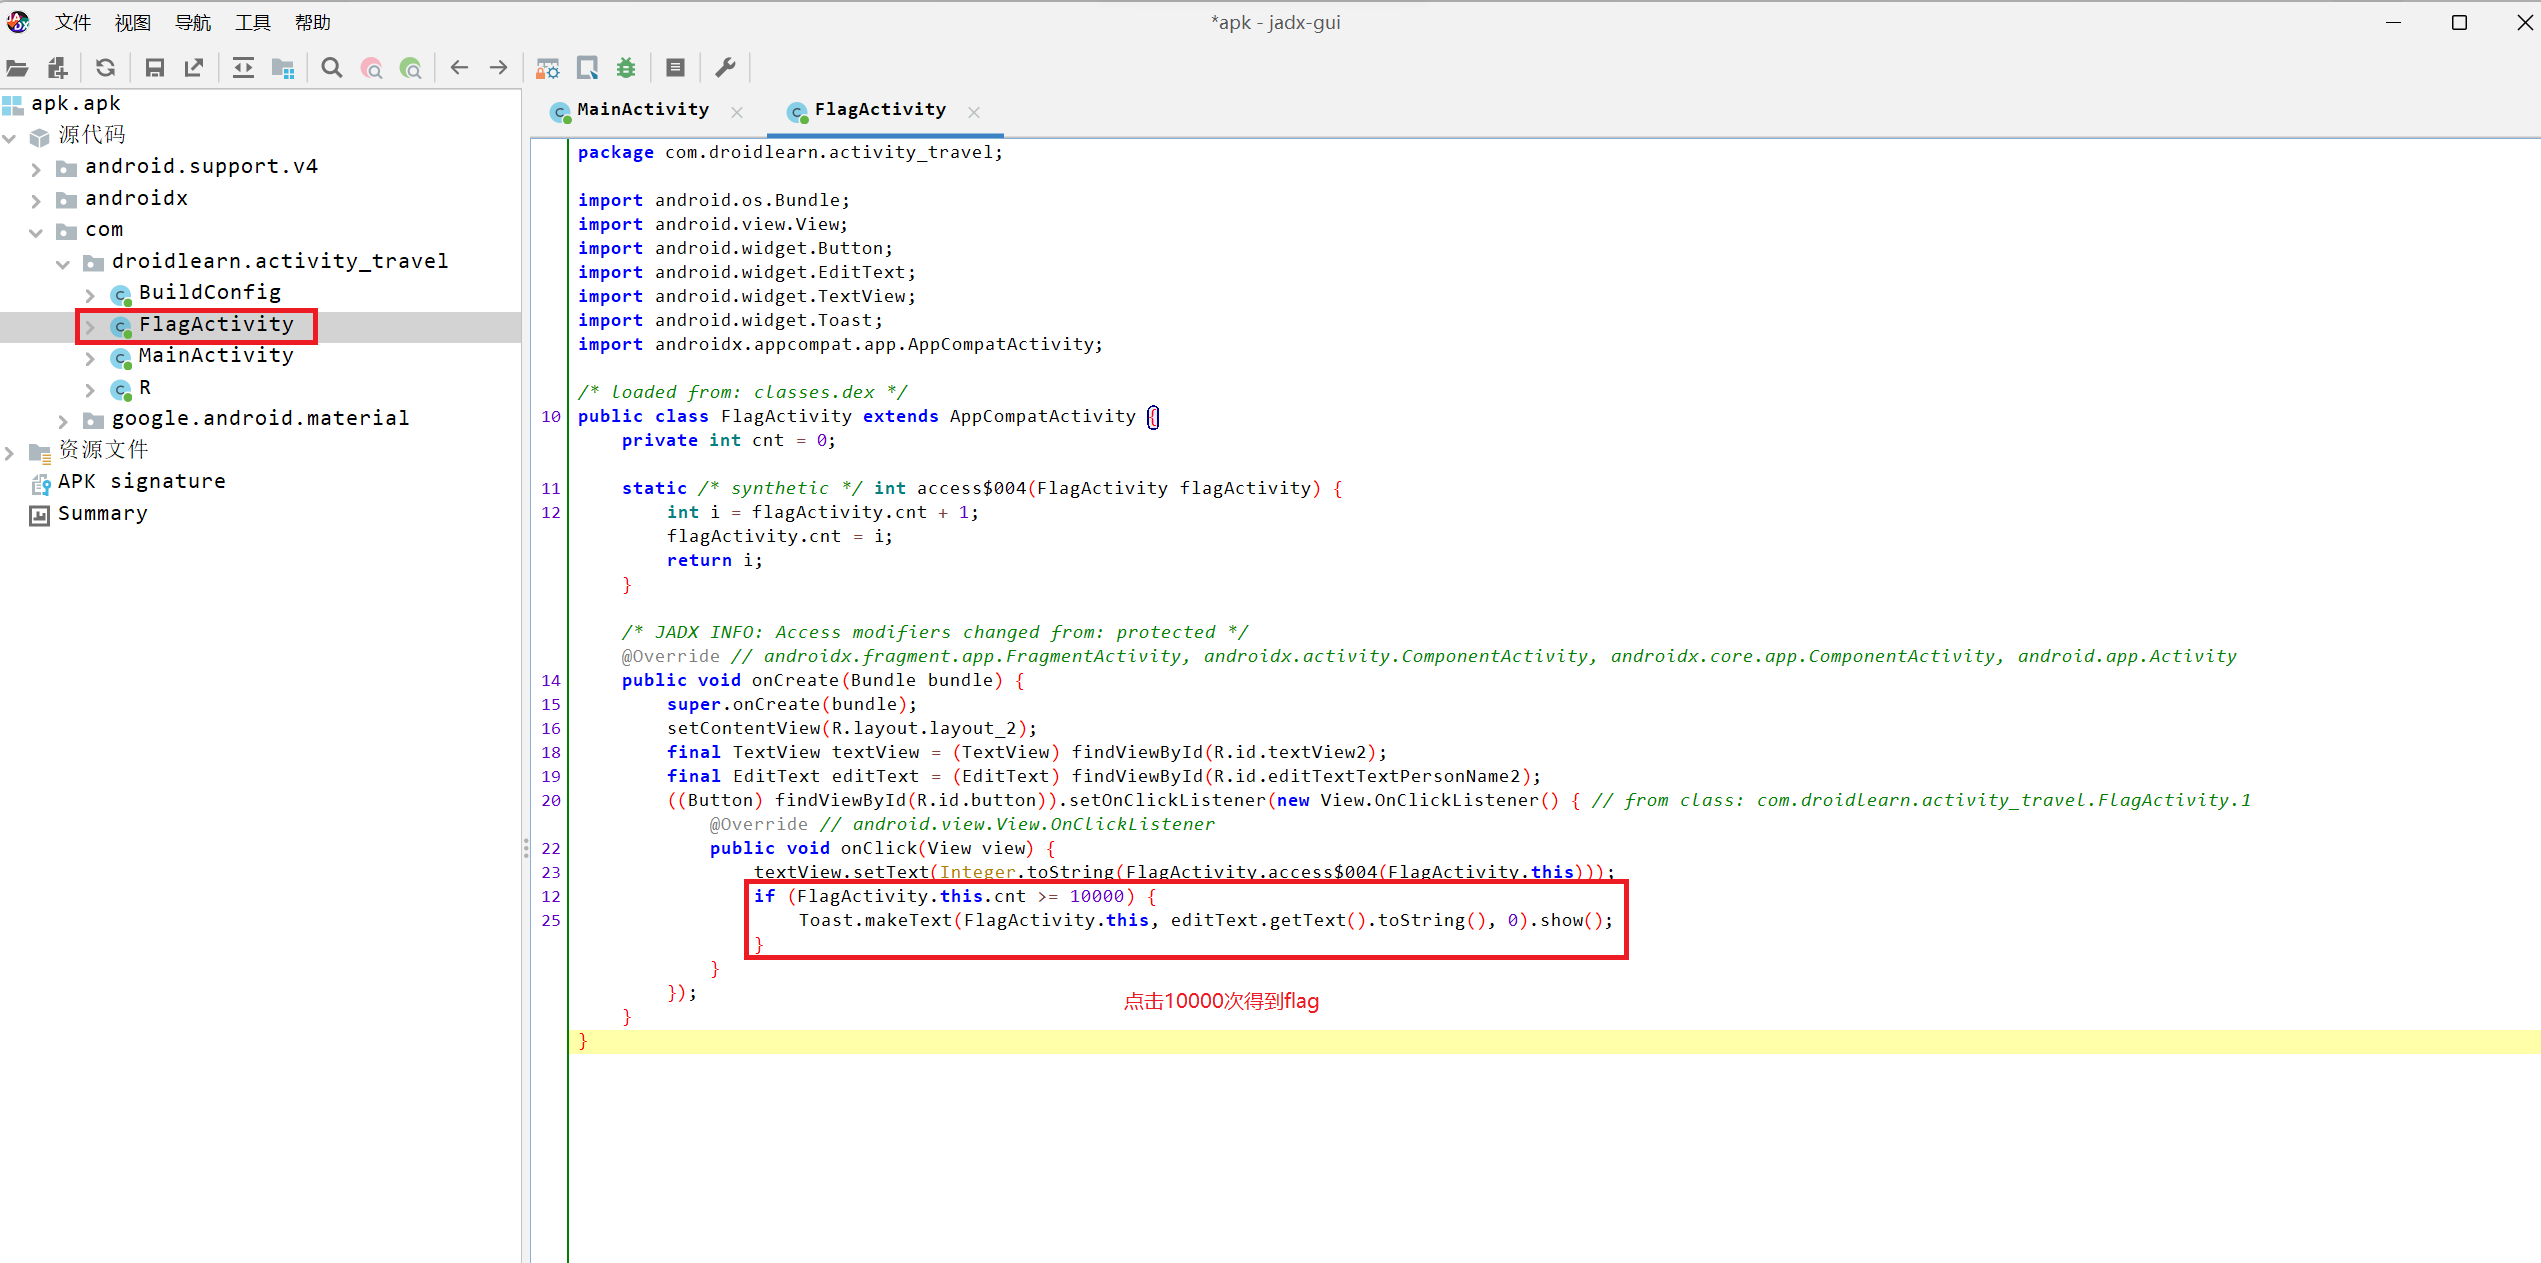 文件 视图 导航 工具 帮助
*apk - jadx-gui
apk.apk
源代码
android.support.v4
androidx
com
droidlearn.activity_travel
BuildConfig
FlagActivity
MainActivity
R
google.android.material
资源文件
APK signature
Summary
MainActivity
FlagActivity
package com.droidlearn.activity_travel;
import android.os.Bundle;
import android.view.View;
import android.widget.Button;
import android.widget.EditText;
import android.widget.TextView;
import android.widget.Toast;
import androidx.appcompat.app.AppCompatActivity;
/* loaded from: classes.dex */
10 public class FlagActivity extends AppCompatActivity {
private int cnt = 0;
11 static /* synthetic */ int access$004(FlagActivity flagActivity) {
12 int i = flagActivity.cnt + 1;
flagActivity.cnt = i;
return i;
}
/* JADX INFO: Access modifiers changed from: protected */
@Override // androidx.fragment.app.FragmentActivity, androidx.activity.ComponentActivity, androidx.core.app.ComponentActivity, android.app.Activity
14 public void onCreate(Bundle bundle) {
15 super.onCreate(bundle);
16 setContentView(R.layout.layout_2);
18 final TextView textView = (TextView) findViewById(R.id.textView2);
19 final EditText editText = (EditText) findViewById(R.id.editTextTextPersonName2);
20 ((Button) findViewById(R.id.button)).setOnClickListener(new View.OnClickListener() { // from class: com.droidlearn.activity_travel.FlagActivity.1
@Override // android.view.View.OnClickListener
22 public void onClick(View view) {
23 textView.setText(Integer.toString(FlagActivity.access$004(FlagActivity.this)));
12 if (FlagActivity.this.cnt >= 10000) {
25 Toast.makeText(FlagActivity.this, editText.getText().toString(), 0).show();
}
}
});
点击10000次得到flag
}
}